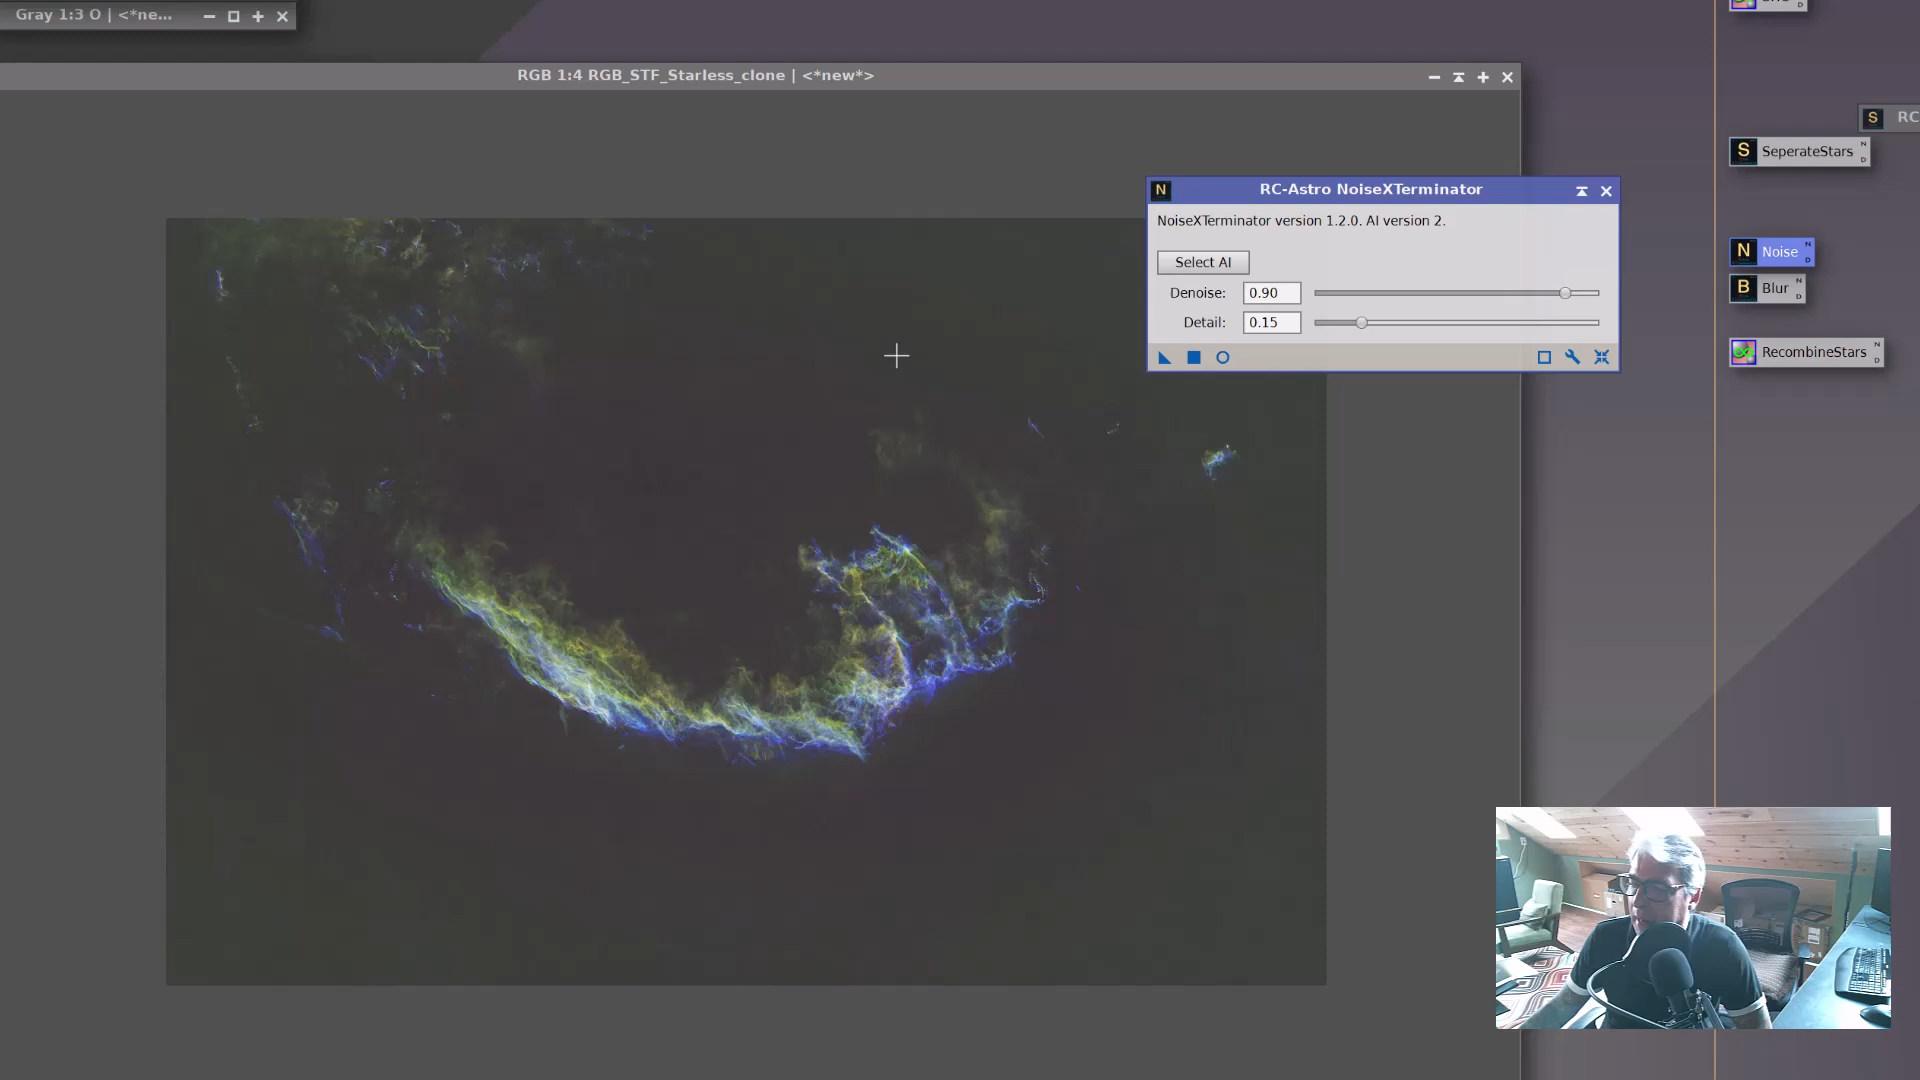 Gray 1:3 O | <*ne...
RGB 1:4 RGB_STF_Starless_clone | <*new*>
S RC
S SeperateStars N D
N RC-Astro NoiseXTerminator
NoiseXTerminator version 1.2.0. AI version 2.
Select AI
N Noise N D
B Blur N D
Denoise: 0.90
Detail: 0.15
RecombineStars N D